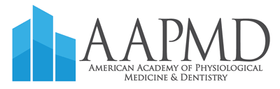 AAPMD
AMERICAN ACADEMY OF PHYSIOLOGICAL
MEDICINE & DENTISTRY